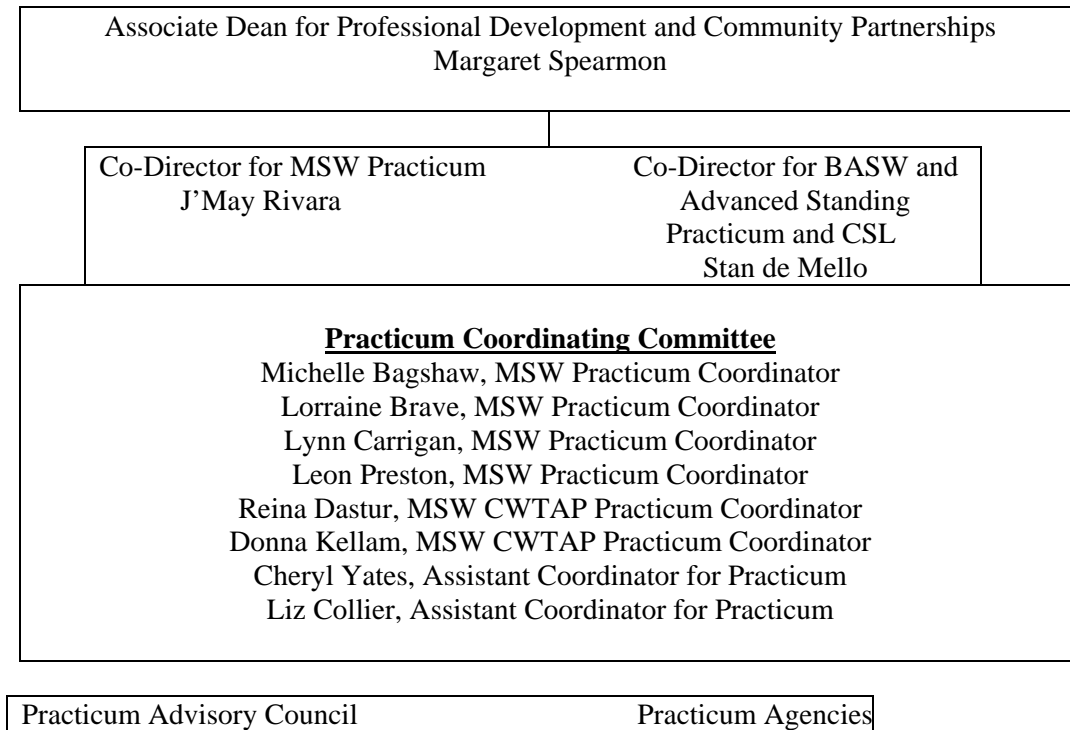 Associate Dean for Professional Development and Community Partnerships
Margaret Spearmon
Co-Director for MSW Practicum
J'May Rivara
Co-Director for BASW and
Advanced Standing
Practicum and CSL
Stan de Mello
Practicum Coordinating Committee
Michelle Bagshaw, MSW Practicum Coordinator
Lorraine Brave, MSW Practicum Coordinator
Lynn Carrigan, MSW Practicum Coordinator
Leon Preston, MSW Practicum Coordinator
Reina Dastur, MSW CWTAP Practicum Coordinator
Donna Kellam, MSW CWTAP Practicum Coordinator
Cheryl Yates, Assistant Coordinator for Practicum
Liz Collier, Assistant Coordinator for Practicum
Practicum Advisory Council
Practicum Agencies